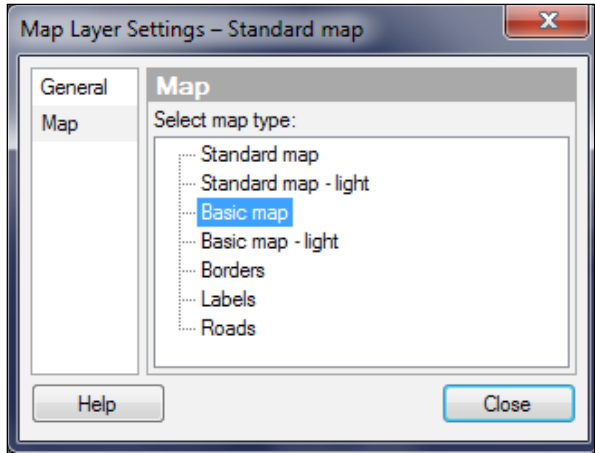 Map Layer Settings – Standard map
General
Map
Map
Select map type:
Standard map
Standard map - light
Basic map
Basic map - light
Borders
Labels
Roads
Help
Close